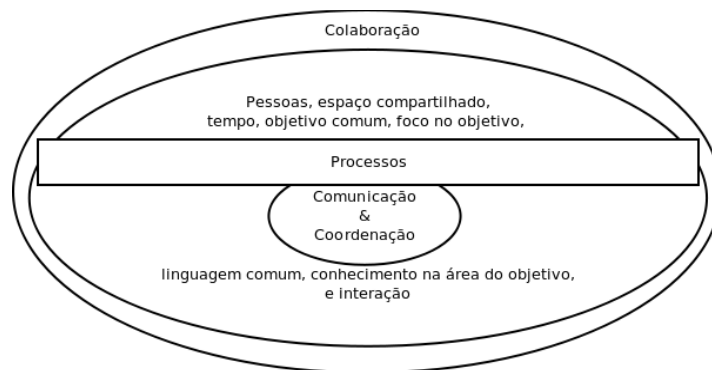 Colaboração
Pessoas, espaço compartilhado,
tempo, objetivo comum, foco no objetivo,
Processos
Comunicação
&
Coordenação
linguagem comum, conhecimento na área do objetivo,
e interação